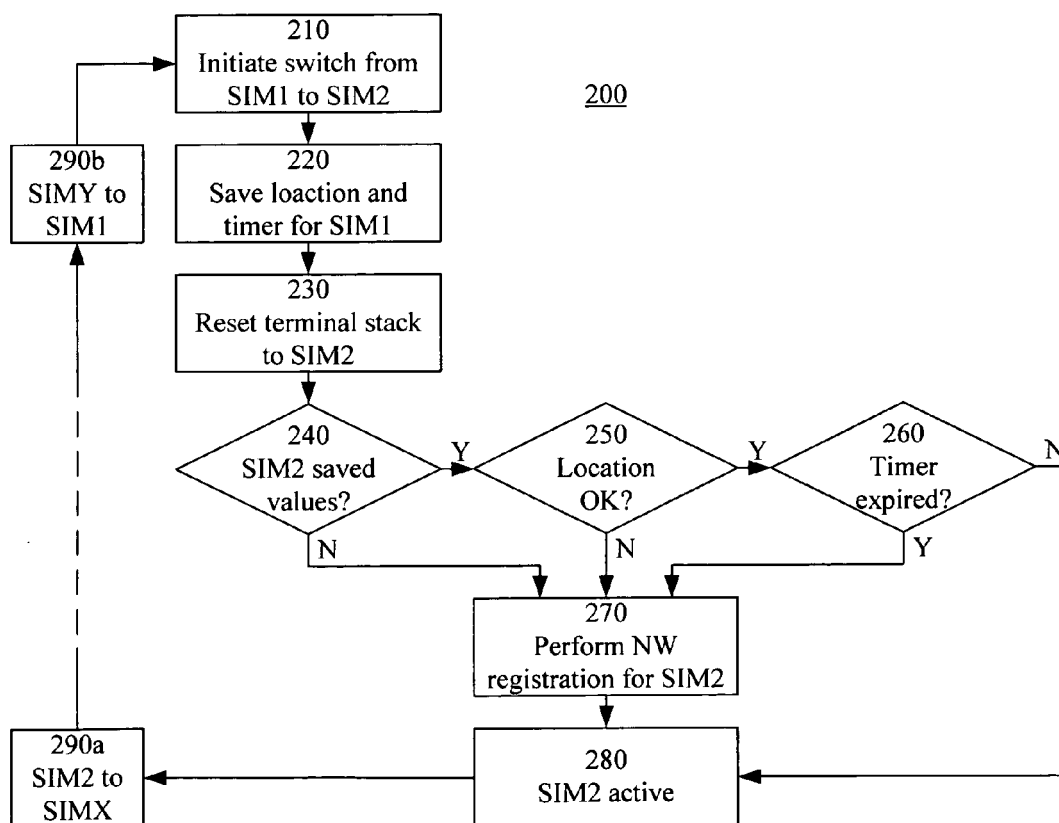 210
Initiate switch from
SIM1 to SIM2
200
290b
SIMY to
SIM1
220
Save loaction and
timer for SIM1
230
Reset terminal stack
to SIM2
240
SIM2 saved
values?
Y
250
Location
OK?
Y
260
Timer
expired?
N
N
N
Y
270
Perform NW
registration for SIM2
290a
SIM2 to
SIMX
280
SIM2 active